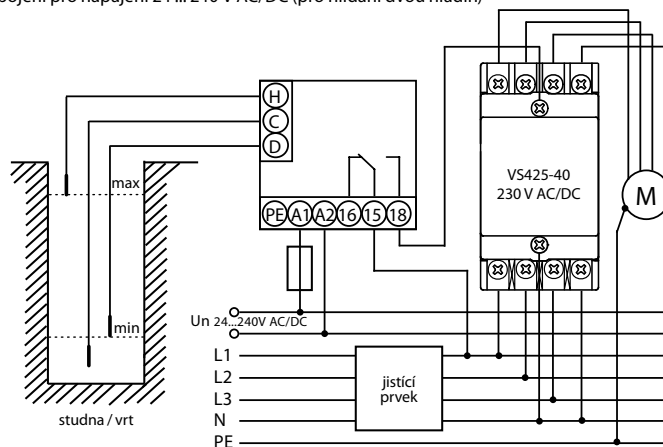 pojení pro napájení 24 ... 240 V AC/DC (pro hlídání dvou hladin)
H
C
D
PE A1 A2 16 15 18
VS425-40
230 V AC/DC
M
max
min
studna / vrt
Un 24...240V AC/DC
L1
L2
L3
N
PE
jistící
prvek